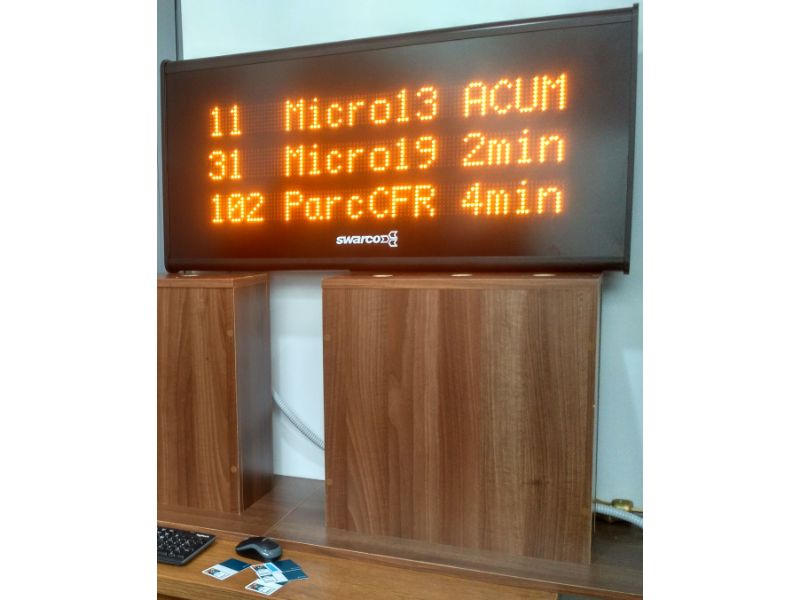 11 Micro13 ACUM
31 Micro19 2min
102 ParcCFR 4min
swarco